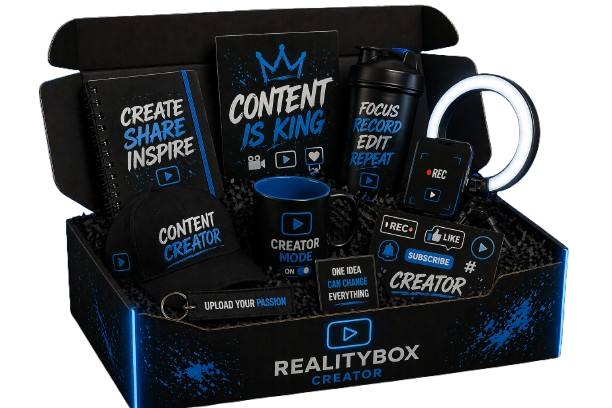 CREATE
SHARE
INSPIRE
CONTENT
IS KING
FOCUS
RECORD
EDIT
REPEAT
REC
CONTENT
CREATOR
CREATOR
MODE
ON
REC
LIKE
SUBSCRIBE
#
CREATOR
UPLOAD YOUR PASSION
ONE IDEA
CAN CHANGE
EVERYTHING
REALITYBOX
CREATOR